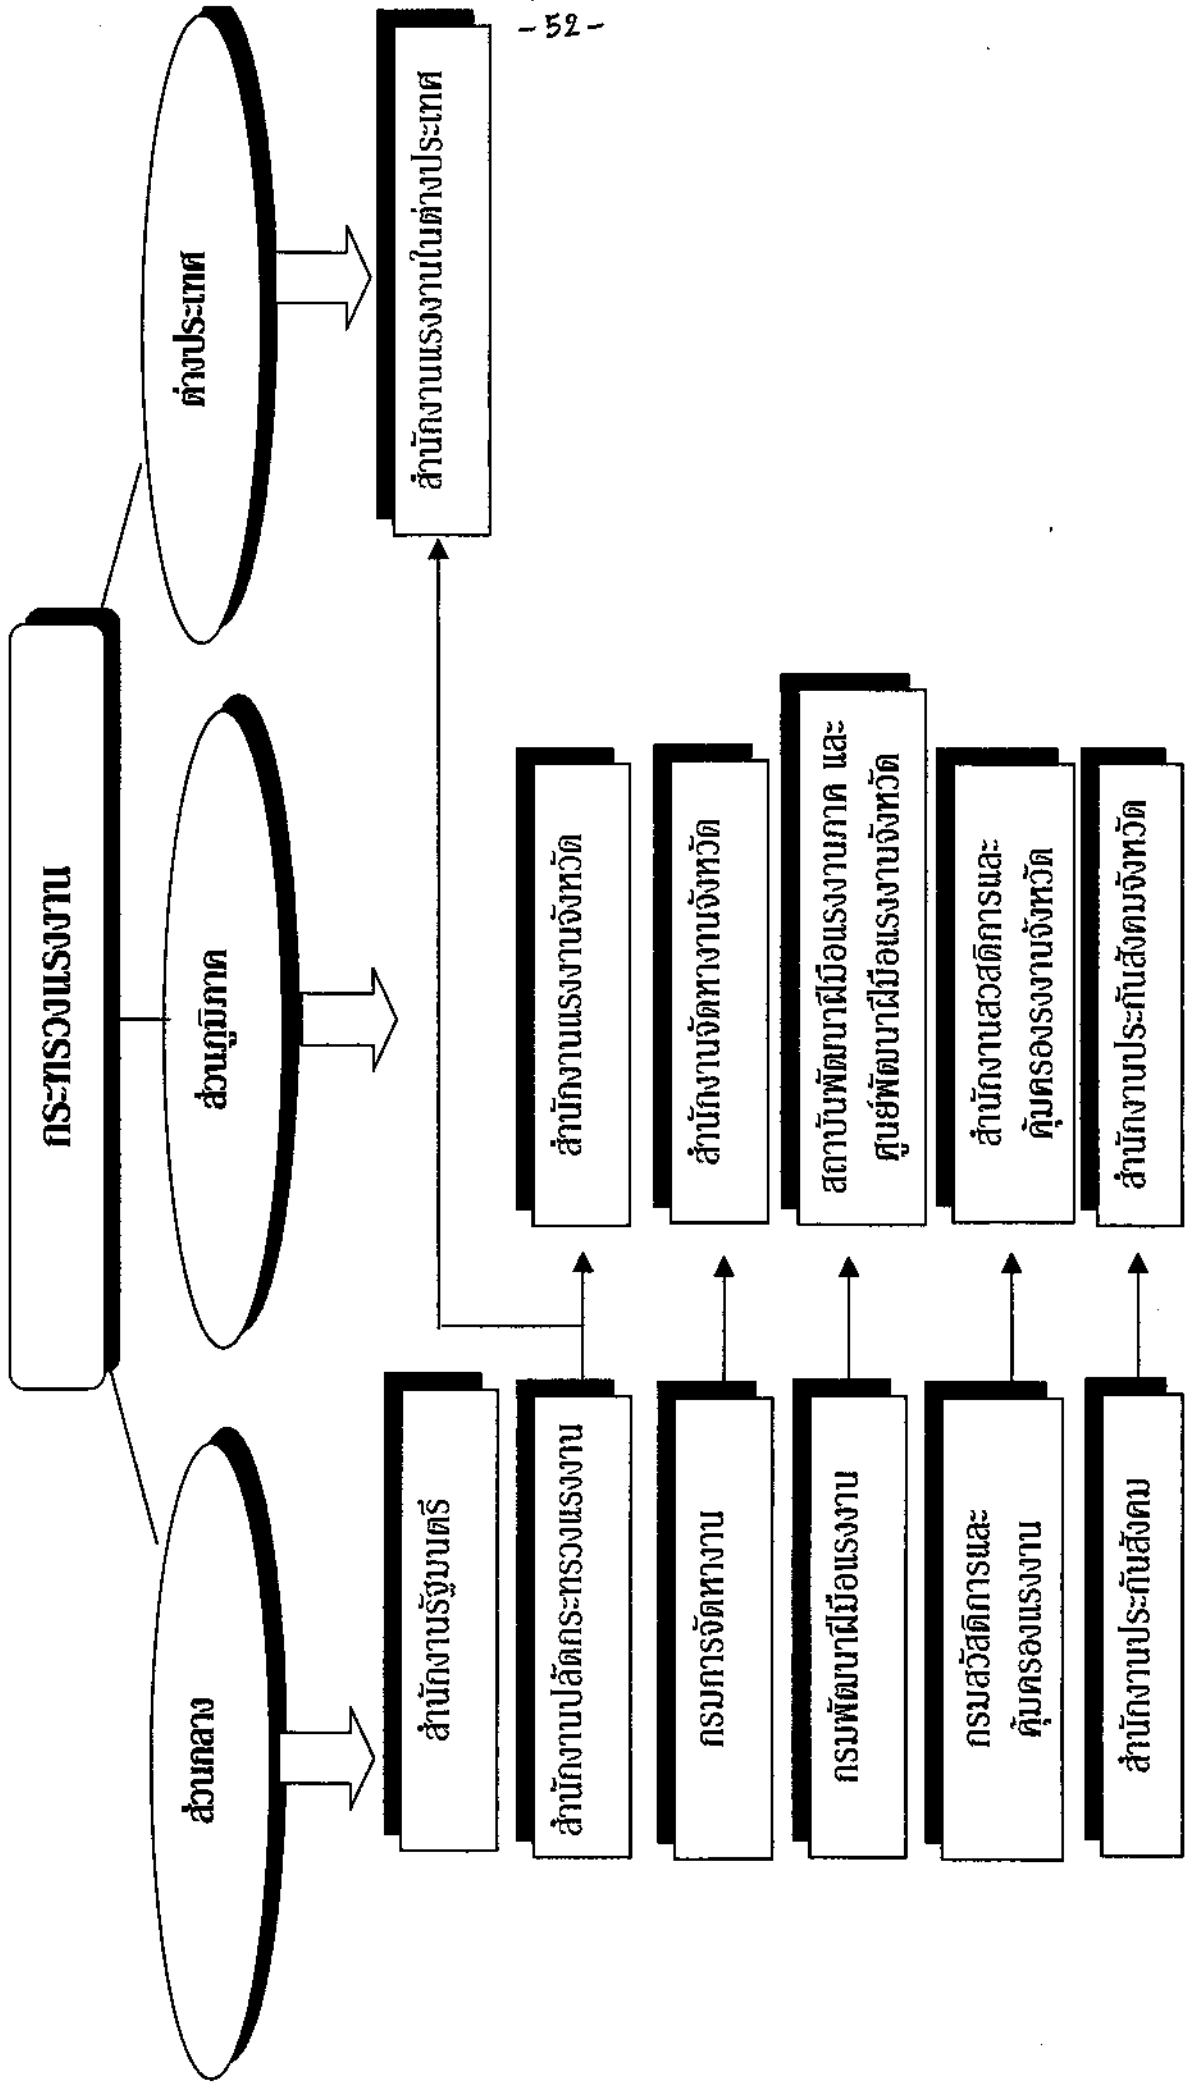 - 52 -
กระทรวงแรงงาน
ส่วนกลาง
ส่วนภูมิภาค
ต่างประเทศ
สำนักงานรัฐมนตรี
สำนักงานปลัดกระทรวงแรงงาน
กรมการจัดหางาน
กรมพัฒนาฝีมือแรงงาน
กรมสวัสดิการและ
คุ้มครองแรงงาน
สำนักงานประกันสังคม
สำนักงานแรงงานจังหวัด
สำนักงานจัดหางานจังหวัด
สถาบันพัฒนาฝีมือแรงงานภาค และ
ศูนย์พัฒนาฝีมือแรงงานจังหวัด
สำนักงานสวสติการและ
คุ้มครองรงงานจังหวัด
สำนักงานประกันสังคมจังหวัด
สำนักงานแรงงานในต่างประเทศ